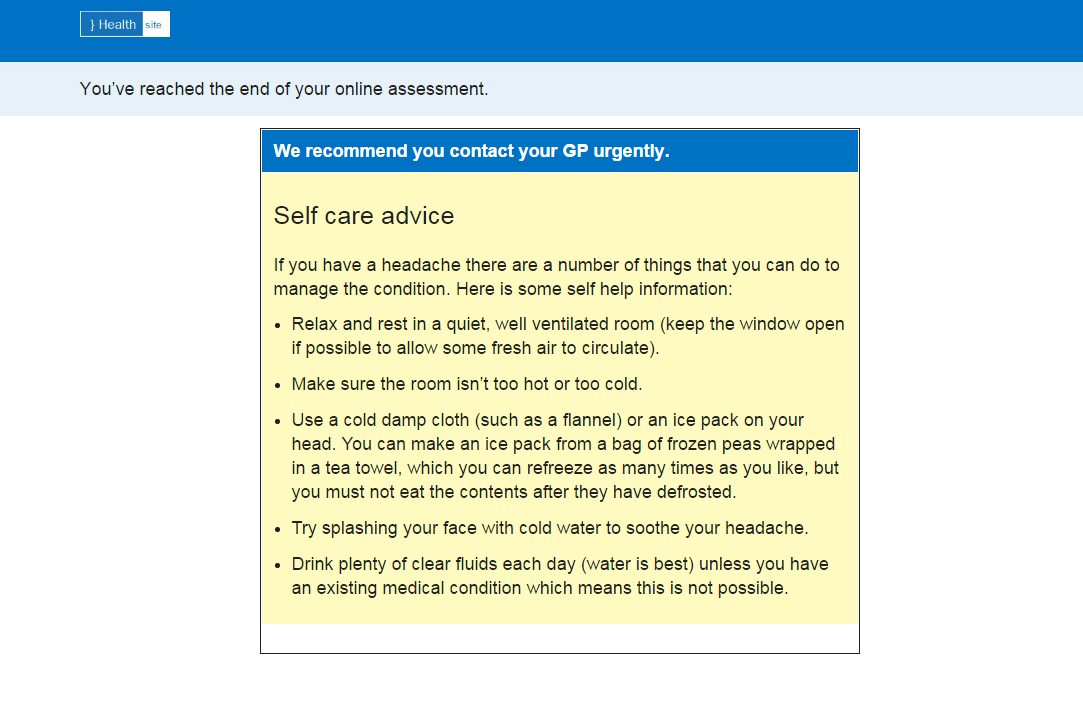 } Health site
You've reached the end of your online assessment.
We recommend you contact your GP urgently.
Self care advice
If you have a headache there are a number of things that you can do to
manage the condition. Here is some self help information:
• Relax and rest in a quiet, well ventilated room (keep the window open
if possible to allow some fresh air to circulate).
• Make sure the room isn't too hot or too cold.
• Use a cold damp cloth (such as a flannel) or an ice pack on your
head. You can make an ice pack from a bag of frozen peas wrapped
in a tea towel, which you can refreeze as many times as you like, but
you must not eat the contents after they have defrosted.
• Try splashing your face with cold water to soothe your headache.
• Drink plenty of clear fluids each day (water is best) unless you have
an existing medical condition which means this is not possible.